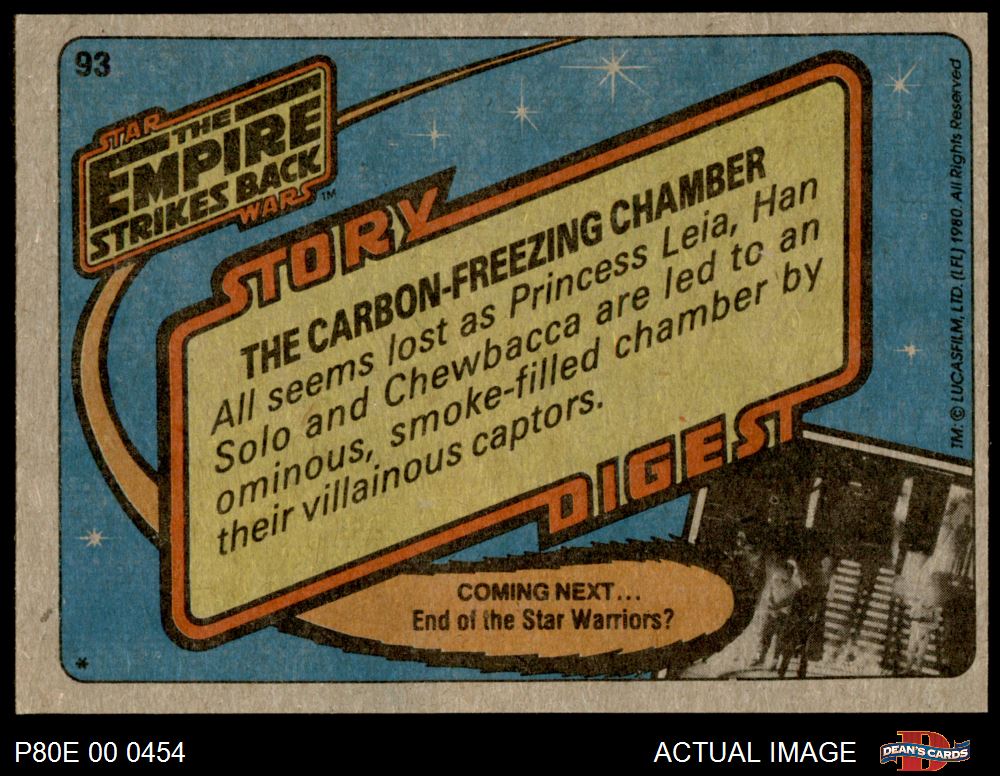 93
STAR
THE
EMPIRE
STRIKES BACK
WARS™
STORY
THE CARBON-FREEZING CHAMBER
All seems lost as Princess Leia, Han
Solo and Chewbacca are led to an
ominous, smoke-filled chamber by
their villainous captors.
DIGEST
COMING NEXT...
End of the Star Warriors?
*
TM: © LUCASFILM, LTD. (LFL) 1980. All Rights Reserved
P80E 00 0454
ACTUAL IMAGE
D
DEAN'S CARDS